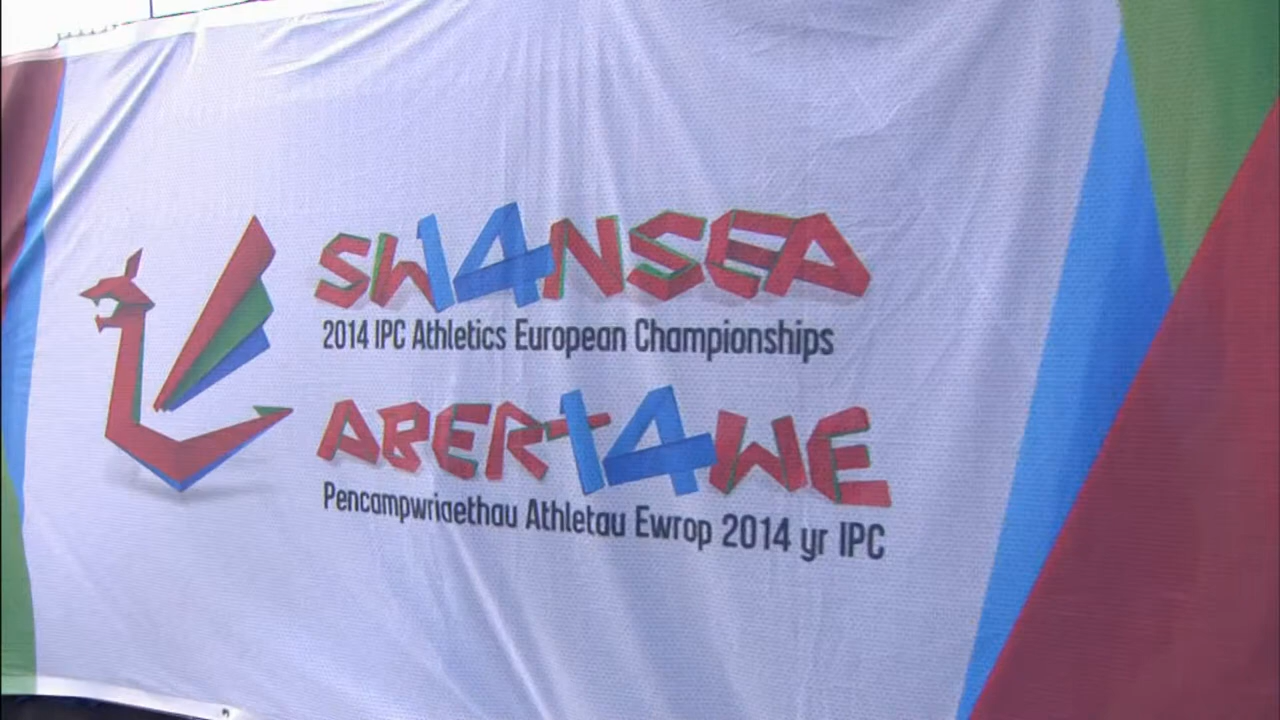 SW14NSEA
2014 IPC Athletics European Championships
ABERT14WE
Pencampwriaethau Athletau Ewrop 2014 yr IPC